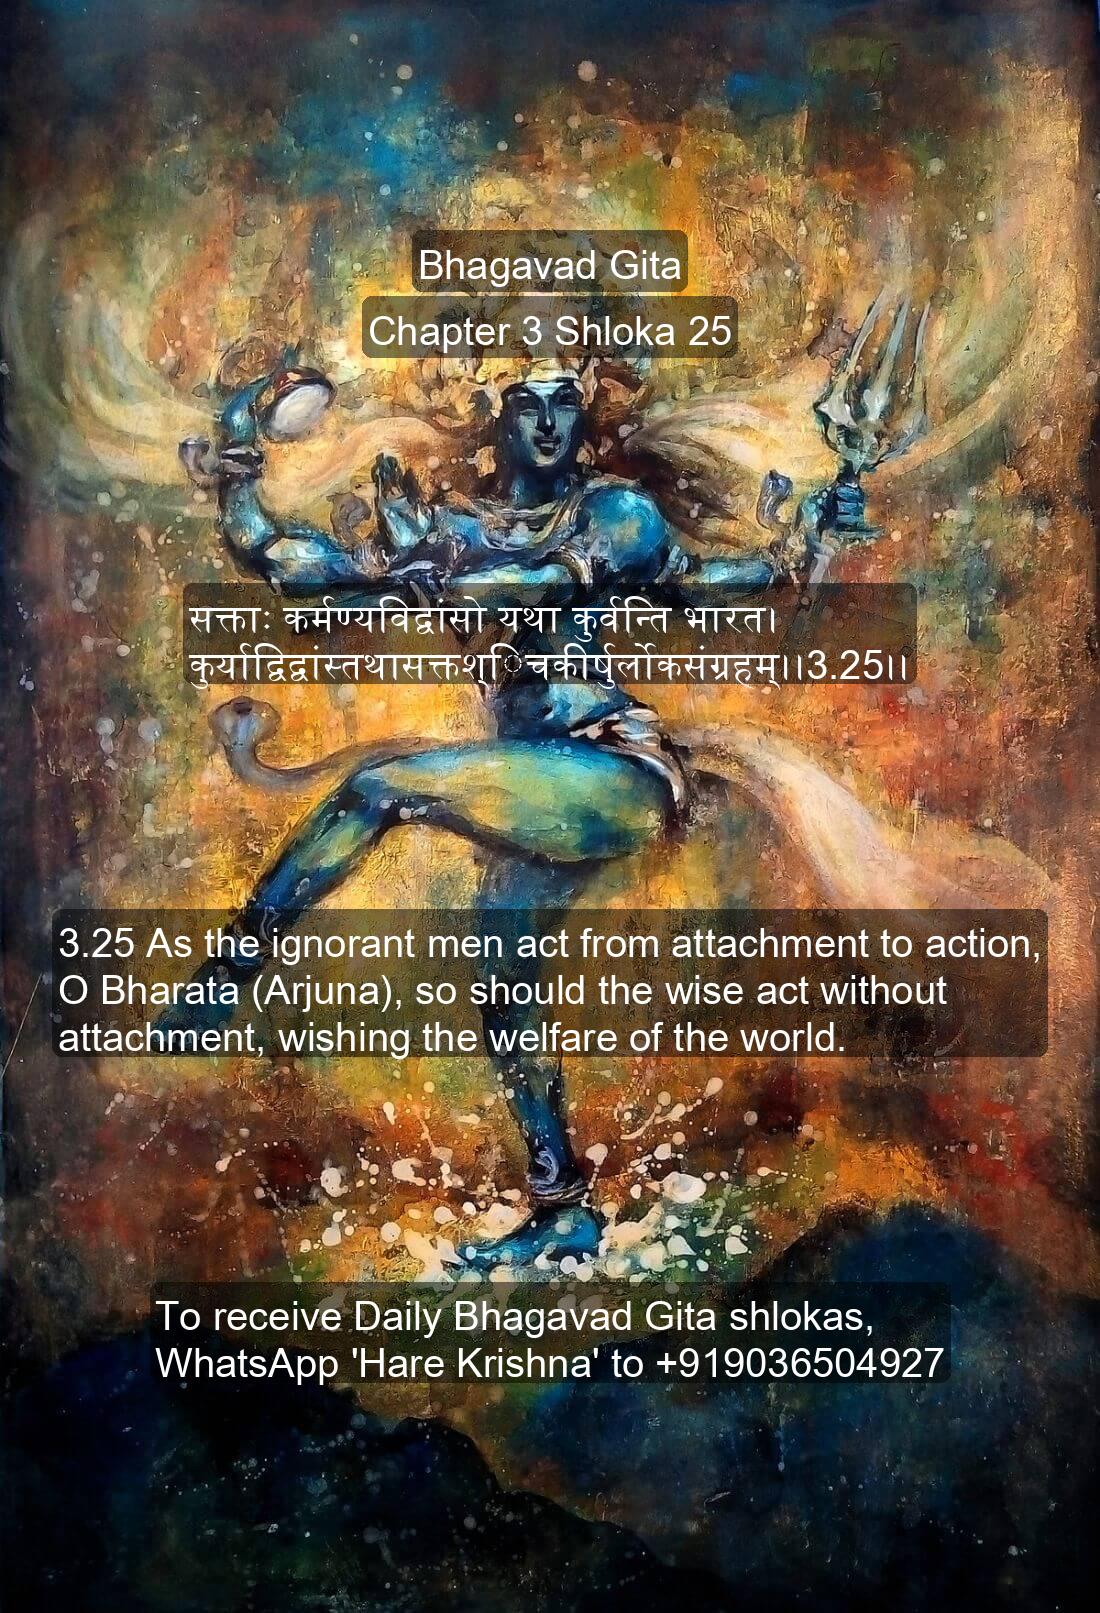 Bhagavad Gita
Chapter 3 Shloka 25
सक्ताः कर्मण्यविद्वांसो यथा कुर्वन्ति भारत।
कुर्याद्विद्वांस्तथासक्तश्िचकीर्षुर्लोकसंग्रहम्।।3.25।।
3.25 As the ignorant men act from attachment to action,
O Bharata (Arjuna), so should the wise act without
attachment, wishing the welfare of the world.
To receive Daily Bhagavad Gita shlokas,
WhatsApp 'Hare Krishna' to +919036504927